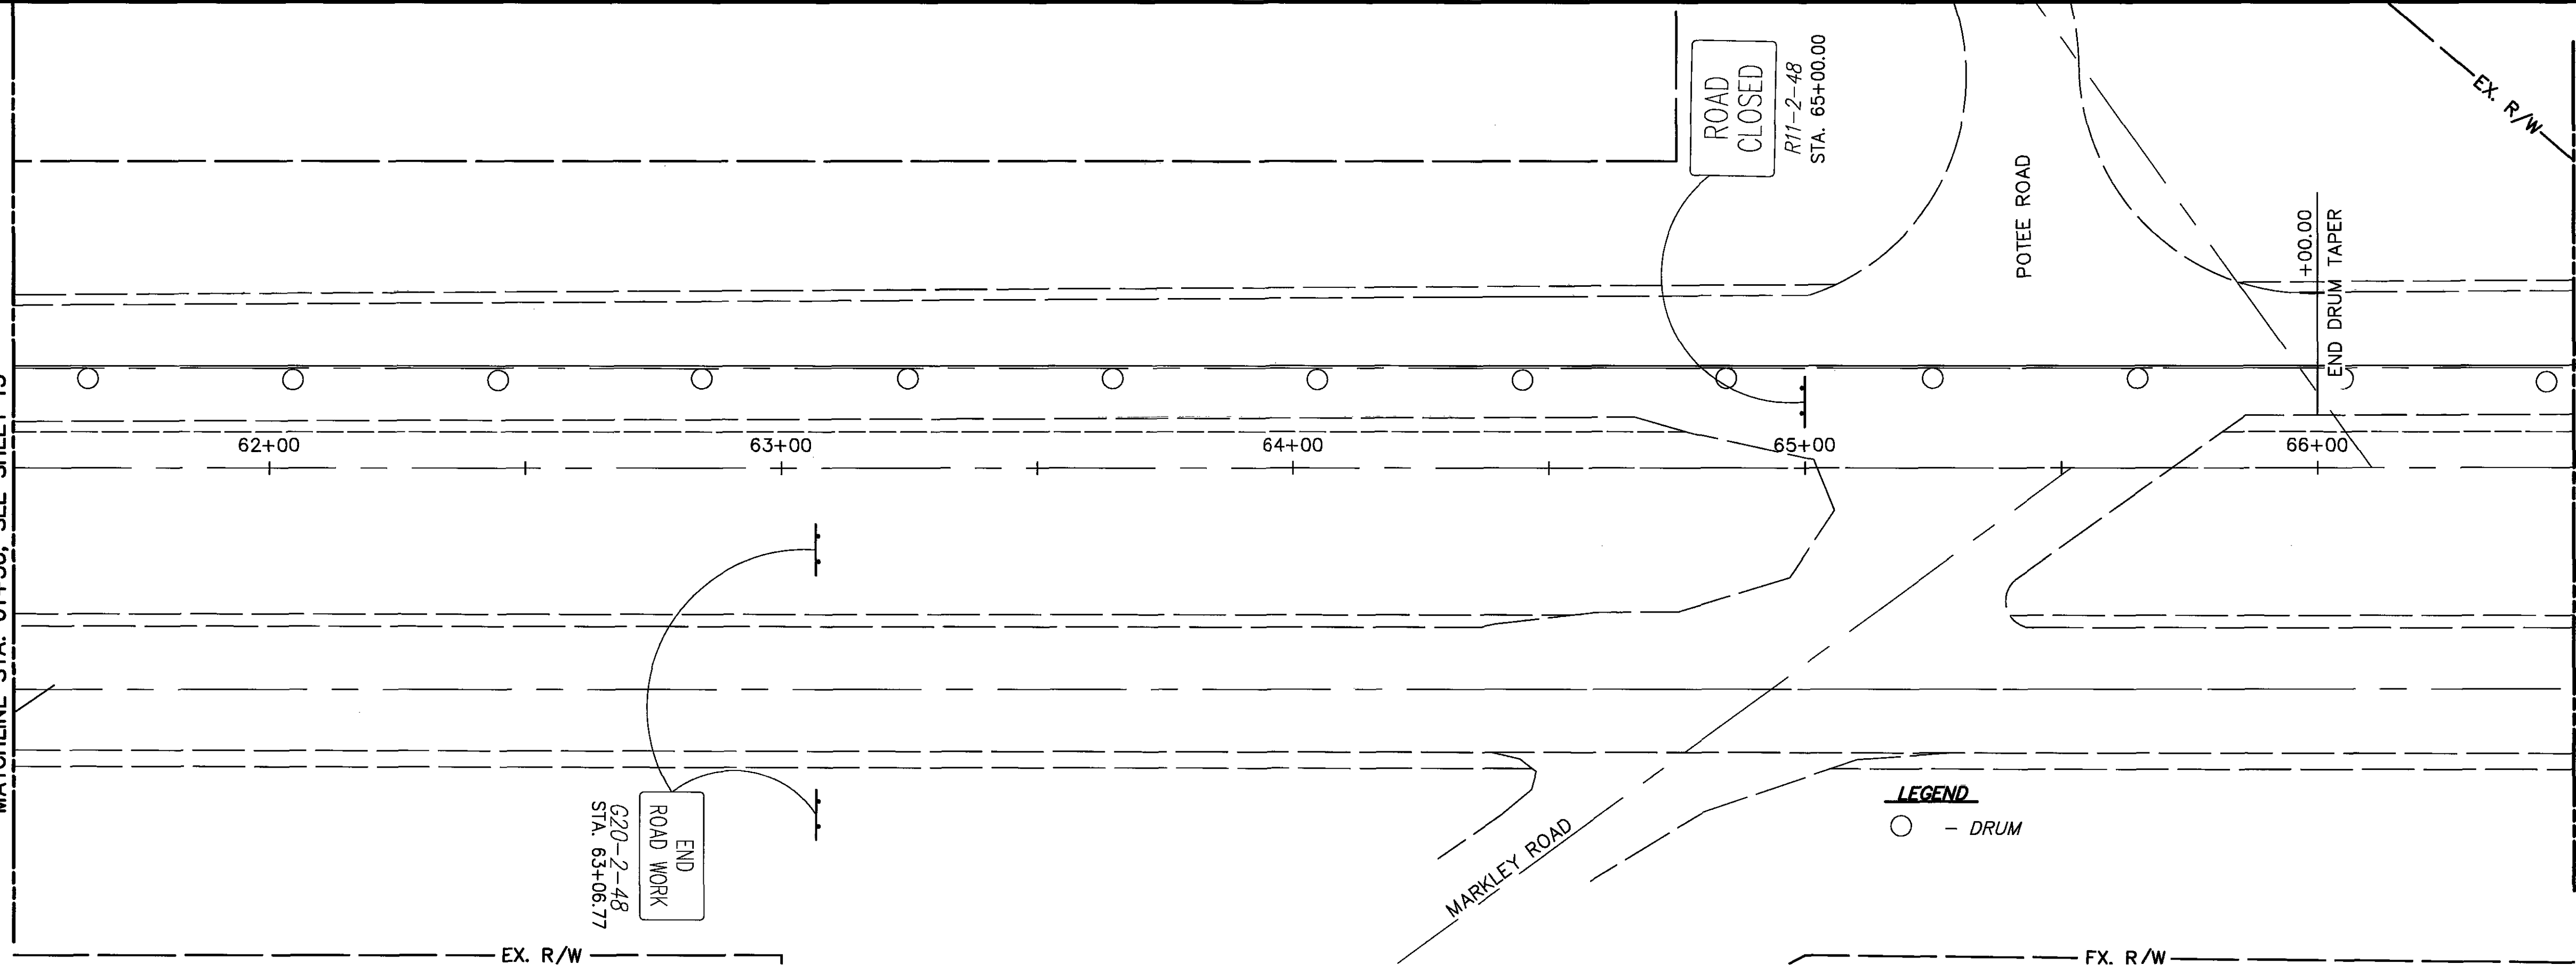 ROAD
CLOSED
R11-2-48
STA. 65+00.00
POTEE ROAD
EX. R/W
+00.00
END DRUM TAPER
62+00
63+00
64+00
65+00
66+00
END
ROAD WORK
G20-2-48
STA. 63+06.77
MARKLEY ROAD
LEGEND
- DRUM
EX. R/W
EX. R/W